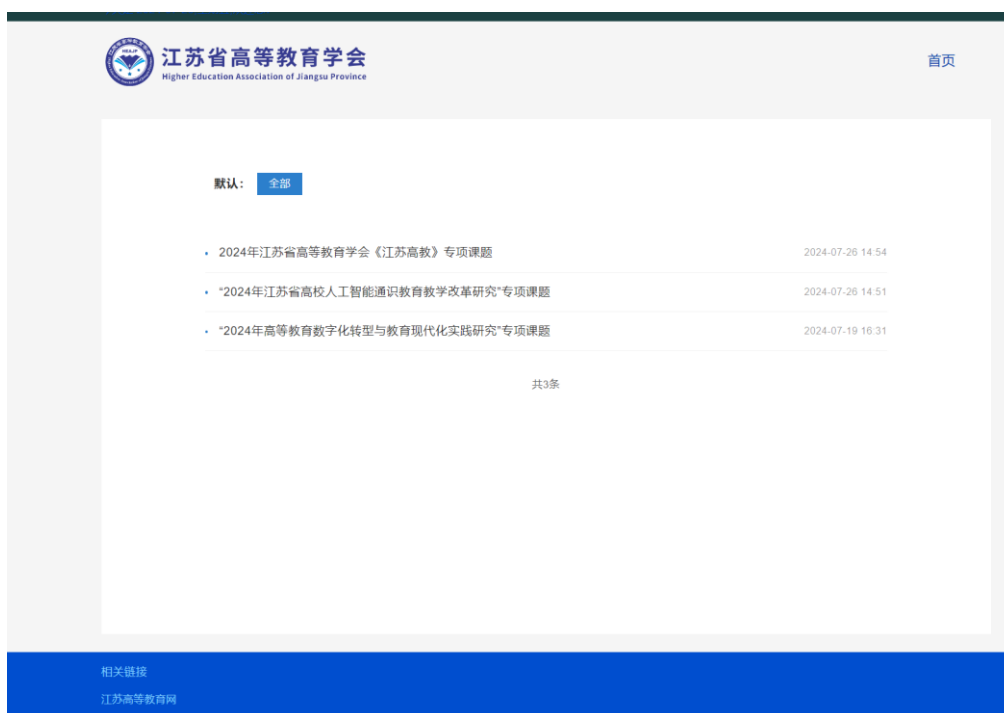 HEAJP
江苏省高等教育学会
Higher Education Association of Jiangsu Province
首页
默认： 全部
2024年江苏省高等教育学会《江苏高教》专项课题 2024-07-26 14:54
“2024年江苏省高校人工智能通识教育教学改革研究”专项课题 2024-07-26 14:51
“2024年高等教育数字化转型与教育现代化实践研究”专项课题 2024-07-19 16:31
共3条
相关链接
江苏高等教育网